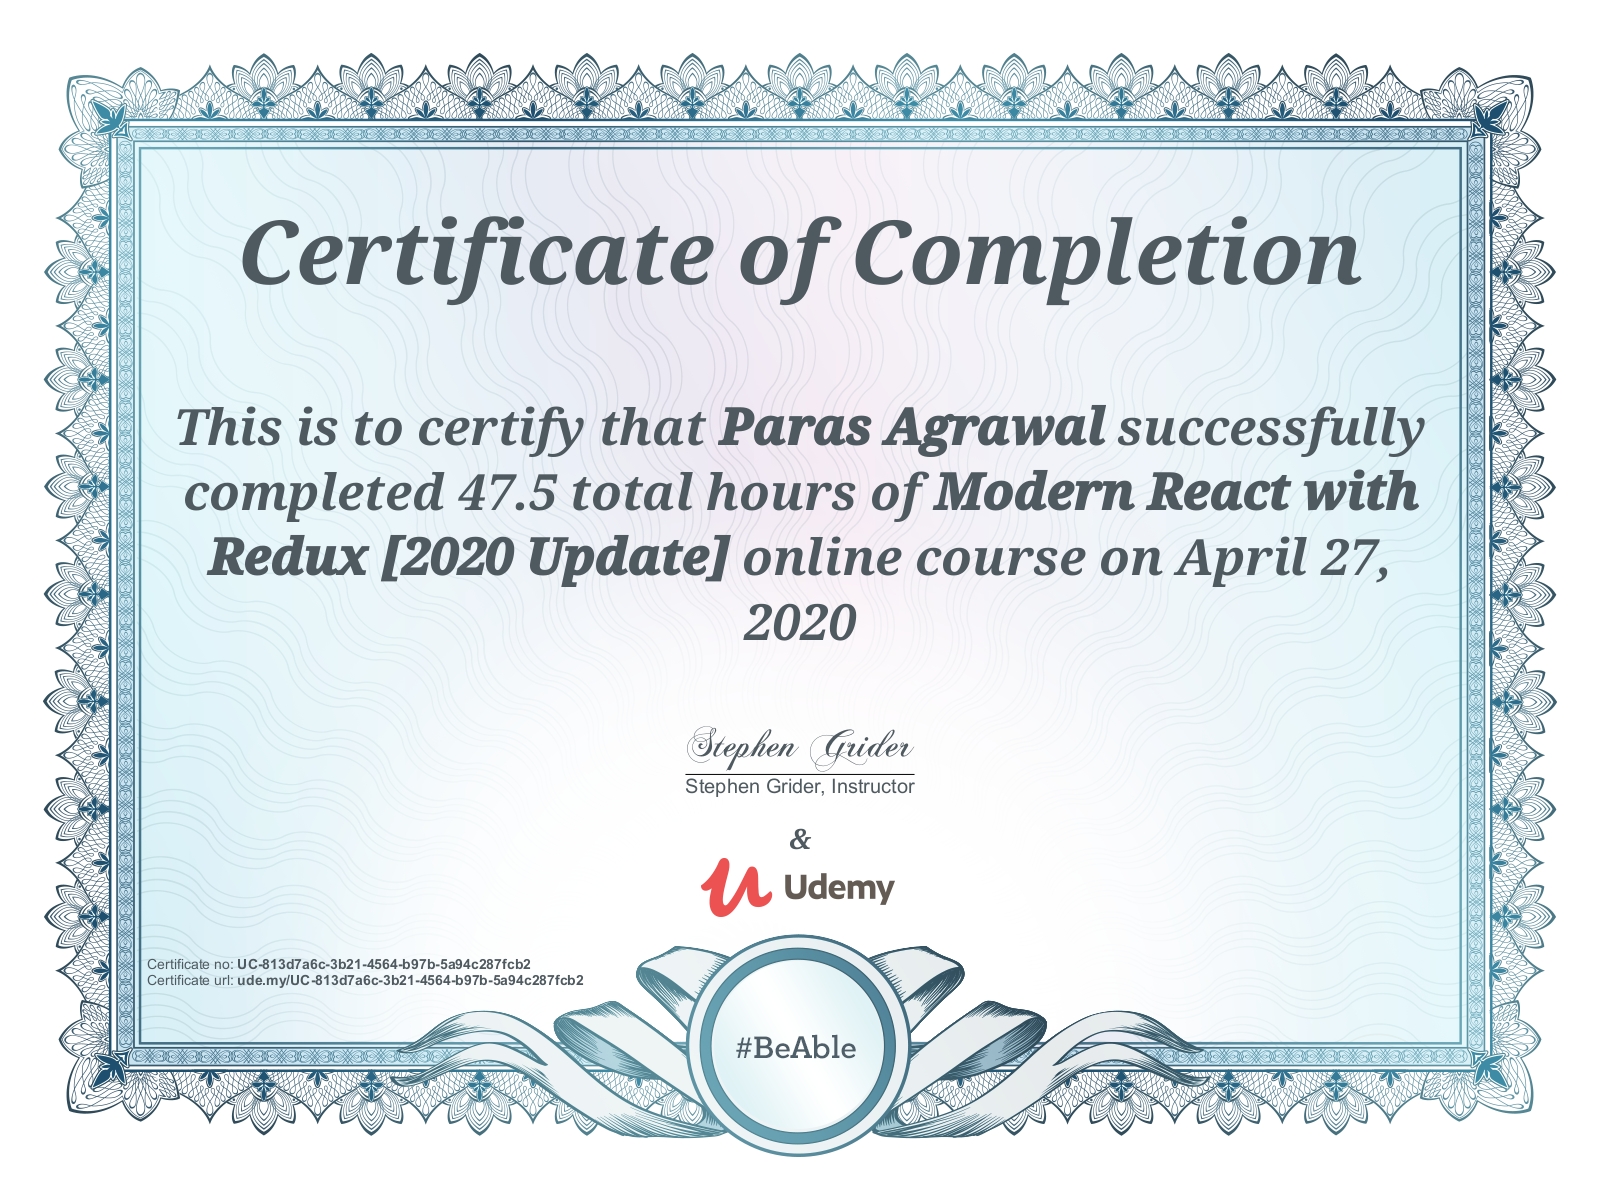 Certificate of Completion
This is to certify that Paras Agrawal successfully
completed 47.5 total hours of Modern React with
Redux [2020 Update] online course on April 27,
2020
Stephen Grider
Stephen Grider, Instructor
&
Udemy
Certificate no: UC-813d7a6c-3b21-4564-b97b-5a94c287fcb2
Certificate url: ude.my/UC-813d7a6c-3b21-4564-b97b-5a94c287fcb2
#BeAble